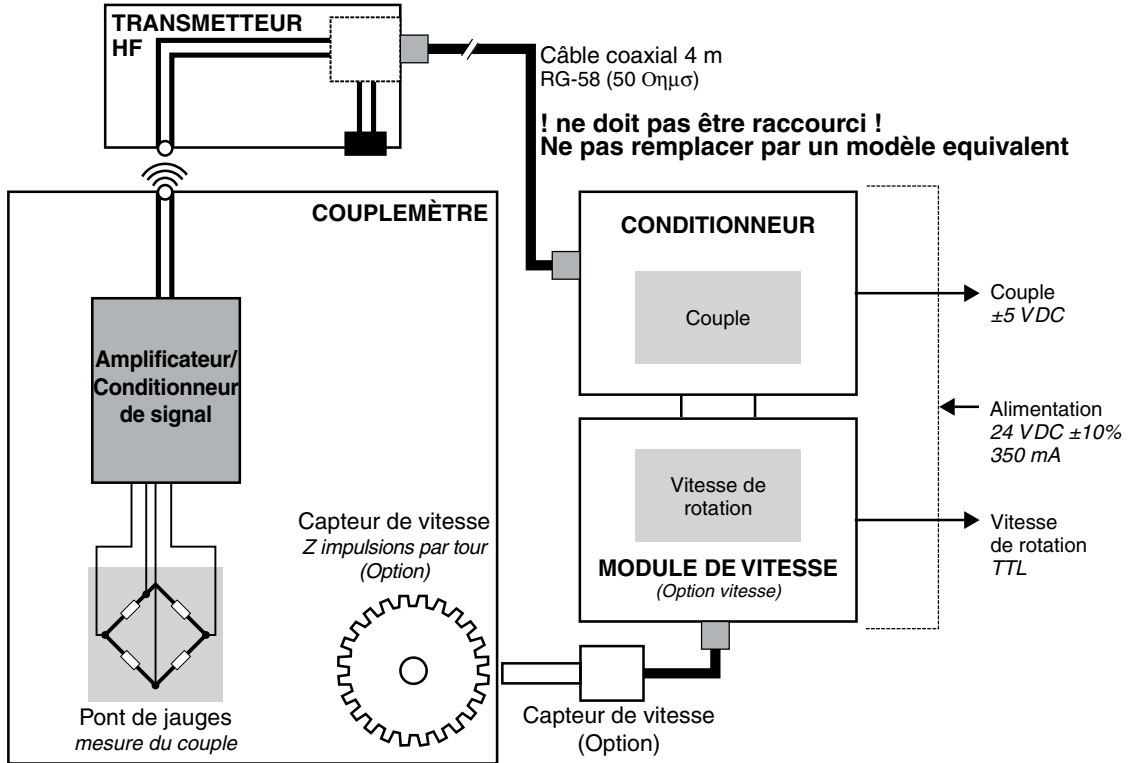 TRANSMETTEUR
HF
Câble coaxial 4 m
RG-58 (50 Οημσ)
! ne doit pas être raccourci !
Ne pas remplacer par un modèle equivalent
COUPLEMÈTRE
CONDITIONNEUR
Couple
Couple
±5 VDC
Amplificateur/
Conditionneur
de signal
Alimentation
24 VDC ±10%
350 mA
Vitesse de
rotation
Capteur de vitesse
Z impulsions par tour
(Option)
Vitesse
de rotation
TTL
MODULE DE VITESSE
(Option vitesse)
Pont de jauges
mesure du couple
Capteur de vitesse
(Option)